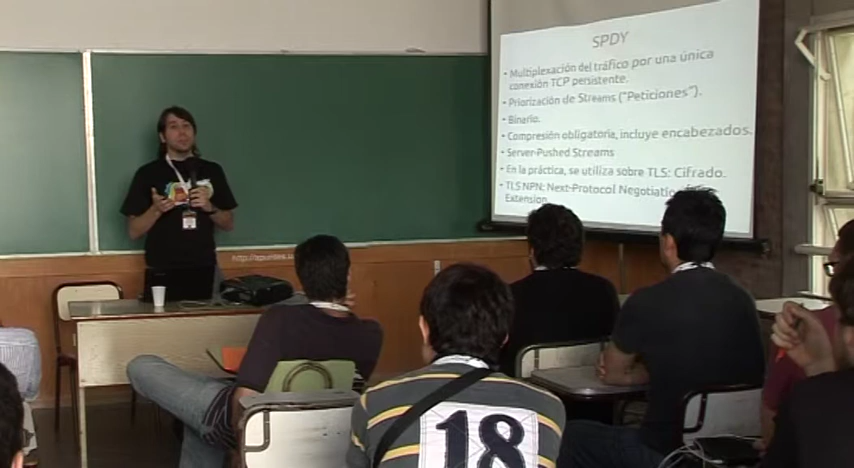 SPDY
• Multiplexación del tráfico por una única
conexión TCP persistente.
• Priorización de Streams ("Peticiones").
• Binario.
• Compresión obligatoria, incluye encabezados.
• Server-Pushed Streams
• En la práctica, se utiliza sobre TLS: Cifrado.
• TLS NPN: Next-Protocol Negotiation
Extension
18